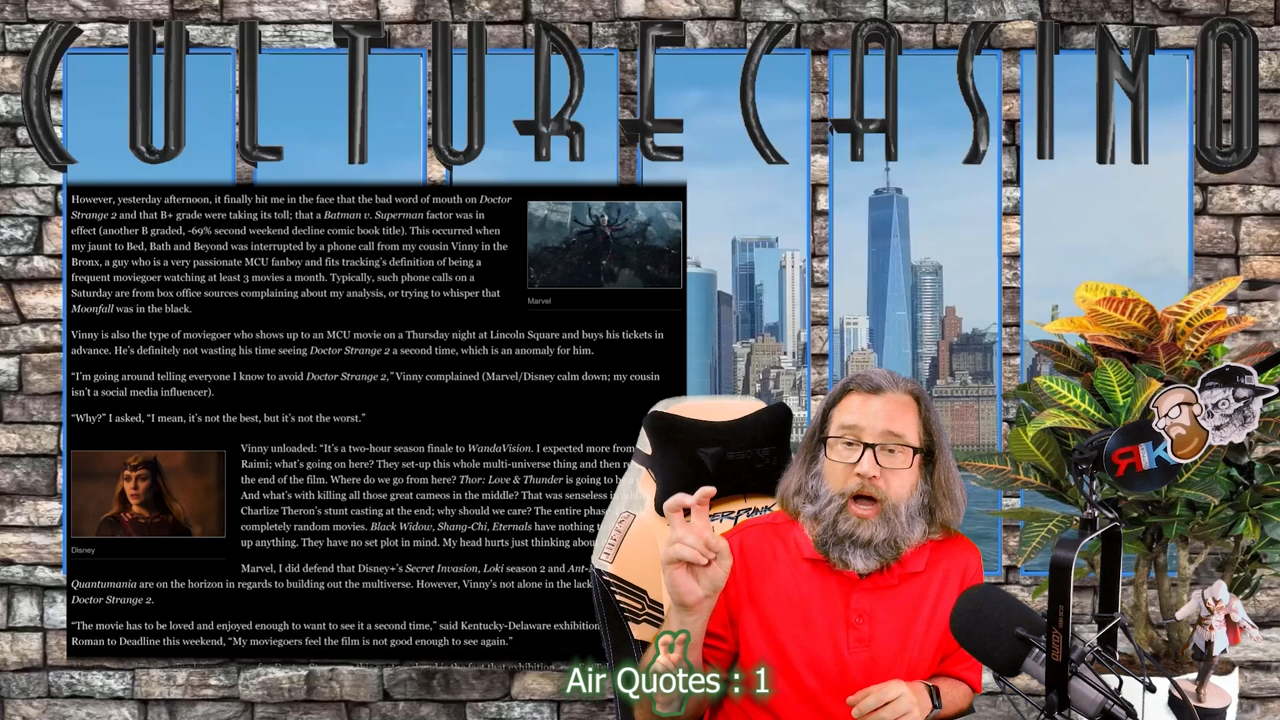 CULTURE CASINO
However, yesterday afternoon, it finally hit me in the face that the bad word of mouth on Doctor
Strange 2 and that B+ grade were taking its toll; that a Batman v. Superman factor was in
effect (another B graded, -69% second weekend decline comic book title). This occurred when
my jaunt to Bed, Bath and Beyond was interrupted by a phone call from my cousin Vinny in the
Bronx, a guy who is a very passionate MCU fanboy and fits tracking's definition of being a
frequent moviegoer watching at least 3 movies a month. Typically, such phone calls on a
Saturday are from box office sources complaining about my analysis, or trying to whisper that
Moonfall was in the black.
Marvel
Vinny is also the type of moviegoer who shows up to an MCU movie on a Thursday night at Lincoln Square and buys his tickets in
advance. He's definitely not wasting his time seeing Doctor Strange 2 a second time, which is an anomaly for him.
"I'm going around telling everyone I know to avoid Doctor Strange 2," Vinny complained (Marvel/Disney calm down; my cousin
isn't a social media influencer).
"Why?" I asked, "I mean, it's not the best, but it's not the worst."
Vinny unloaded: "It's a two-hour season finale to WandaVision. I expected more from
Raimi; what's going on here? They set-up this whole multi-universe thing and then
the end of the film. Where do we go from here? Thor: Love & Thunder is going to
And what's with killing all those great cameos in the middle? That was senseless in
Charlize Theron's stunt casting at the end; why should we care? The entire phase
completely random movies. Black Widow, Shang-Chi, Eternals have nothing
up anything. They have no set plot in mind. My head hurts just thinking about
Disney
Marvel, I did defend that Disney+'s Secret Invasion, Loki season 2 and
Quantumania are on the horizon in regards to building out the multiverse. However, Vinny's not alone in the lack
Doctor Strange 2.
"The movie has to be loved and enjoyed enough to want to see it a second time," said Kentucky-Delaware exhibition
Roman to Deadline this weekend, "My moviegoers feel the film is not good enough to see again."
RK
Air Quotes : 1